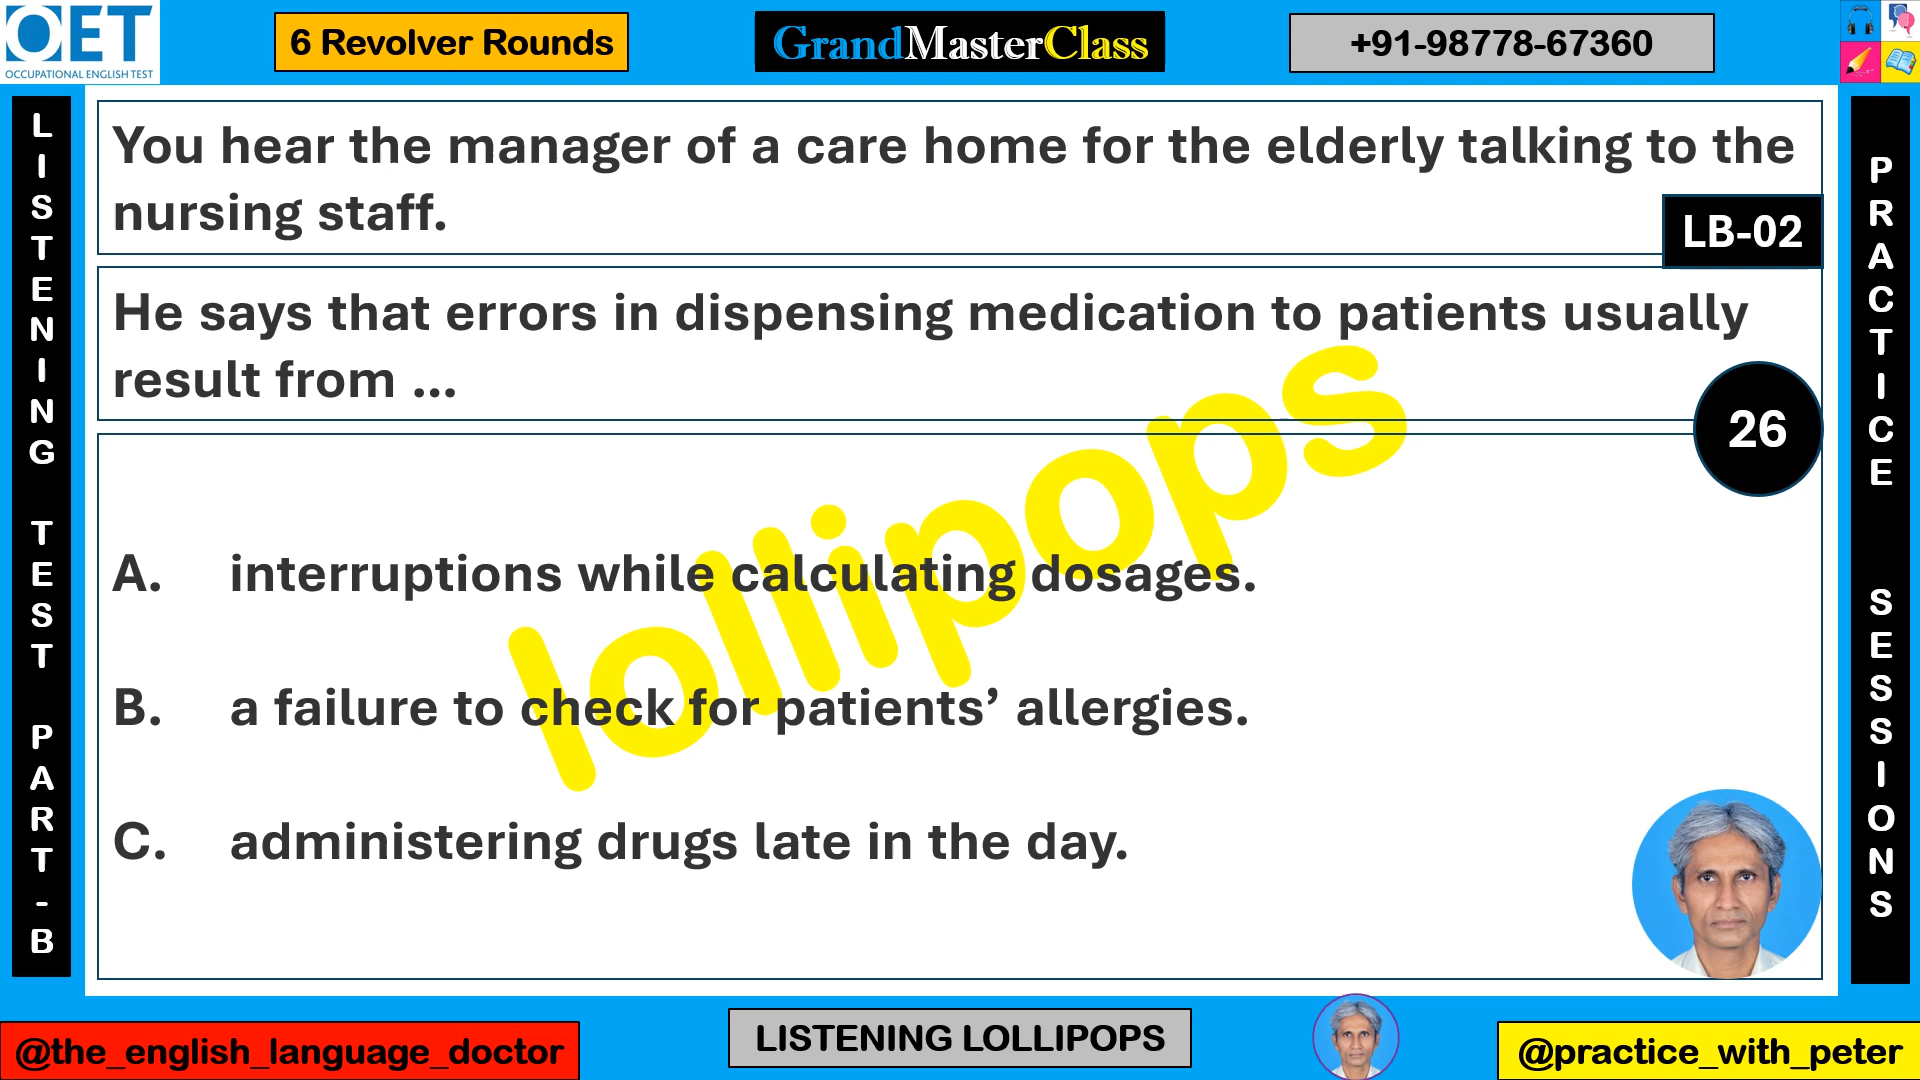 OET
OCCUPATIONAL ENGLISH TEST
6 Revolver Rounds
GrandMasterClass
+91-98778-67360
LISTENING TEST PART-B
You hear the manager of a care home for the elderly talking to the
nursing staff.
LB-02
He says that errors in dispensing medication to patients usually
result from ...
26
lollipops
A. interruptions while calculating dosages.
B. a failure to check for patients’ allergies.
C. administering drugs late in the day.
PRACTICE SESSIONS
@the_english_language_doctor
LISTENING LOLLIPOPS
@practice_with_peter